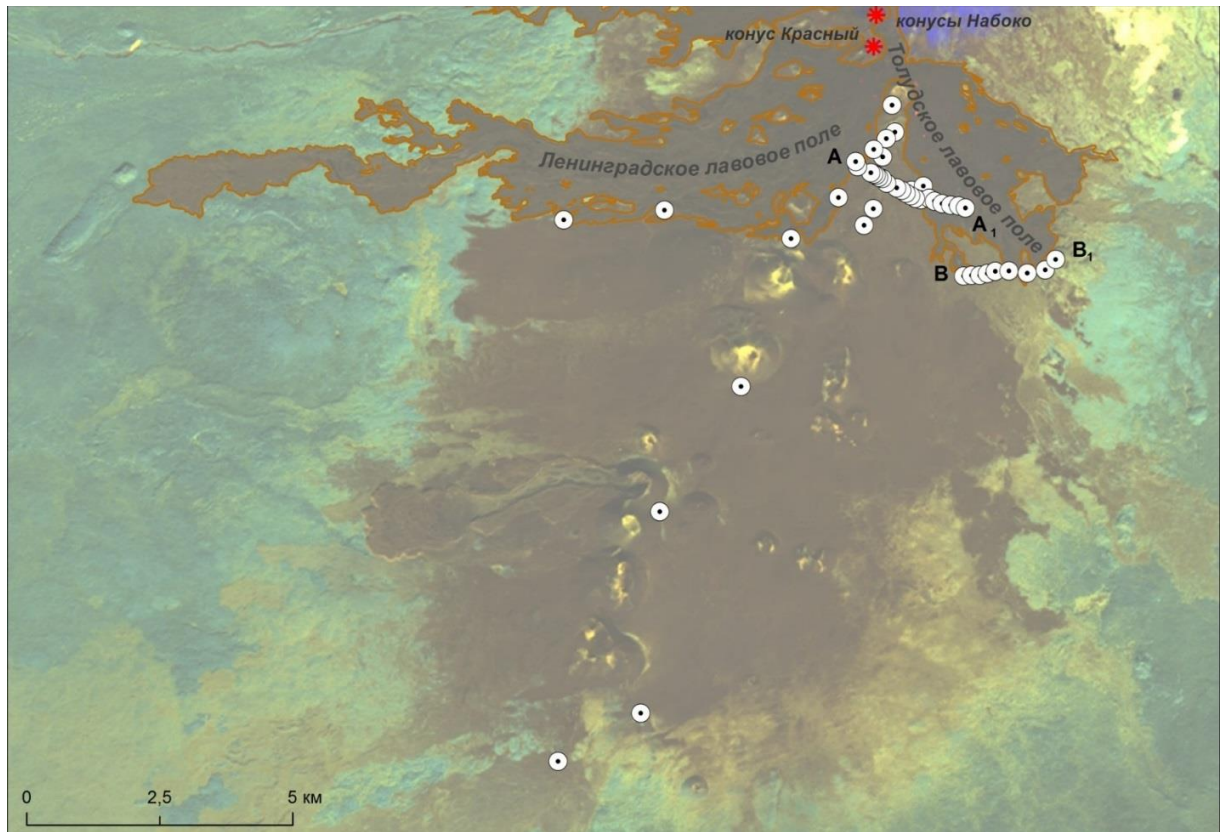 конусы Набоко
конус Красный
Толудское лавовое поле
Ленинградское лавовое поле
A
A1
B
B1
0 2,5 5 км